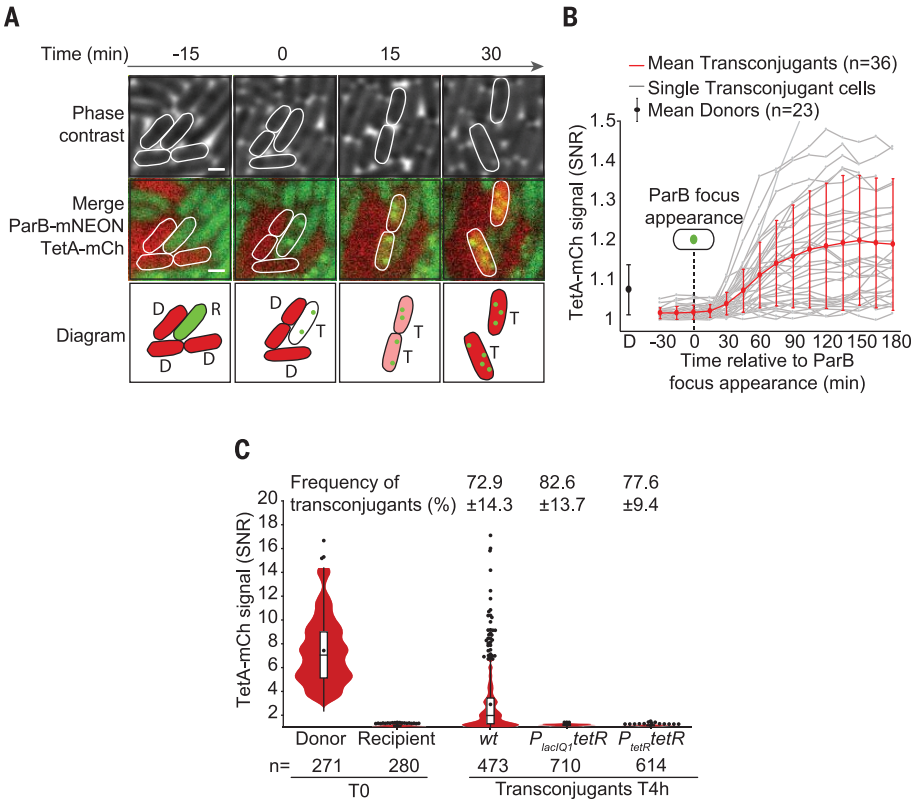 A
Time (min)
-15
0
15
30
Phase
contrast
Merge
ParB-mNEON
TetA-mCh
Diagram
D
R
D
D
D
D
T
D
T
T
T
T
B
Mean Transconjugants (n=36)
Single Transconjugant cells
Mean Donors (n=23)
TetA-mCh signal (SNR)
1.5
1.4
1.3
1.2
1.1
1
ParB focus
appearance
D
-30
0
30
60
90
120
150
180
Time relative to ParB
focus appearance (min)
C
Frequency of
transconjugants (%)
72.9
±14.3
82.6
±13.7
77.6
±9.4
TetA-mCh signal (SNR)
20
18
16
14
12
10
8
6
4
2
Donor
Recipient
wt
PlacIQ1tetR
PtetRtetR
n=
271
280
473
710
614
T0
Transconjugants T4h